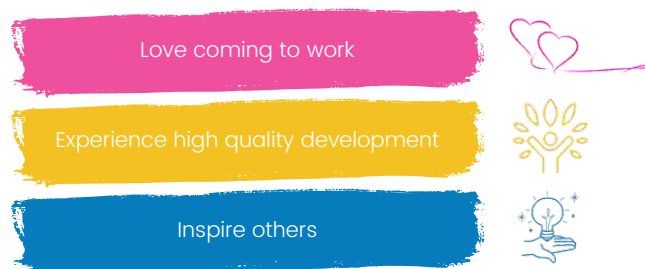 Love coming to work
Experience high quality development
Inspire others